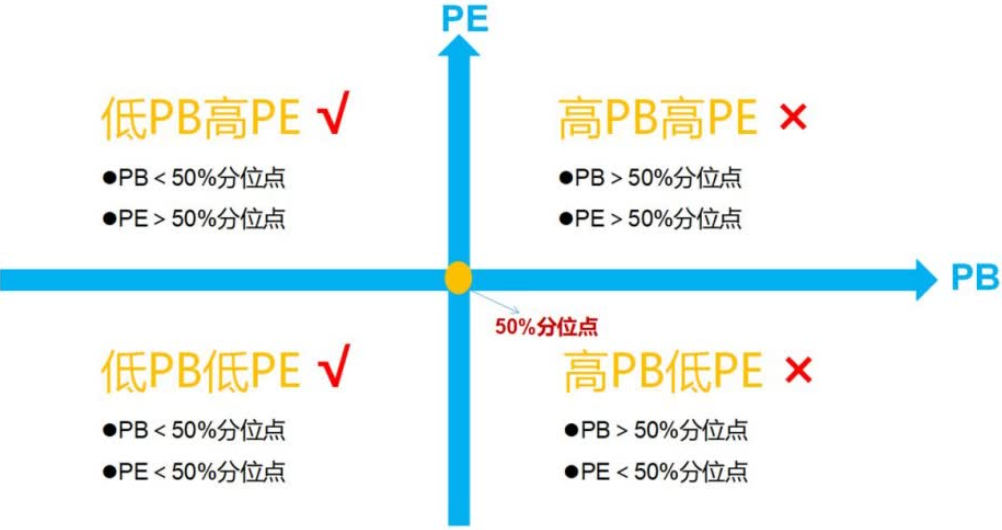 PE
低PB高PE √
●PB＜50%分位点
●PE＞50%分位点
高PB高PE ×
●PB＞50%分位点
●PE＞50%分位点
PB
50%分位点
低PB低PE √
●PB＜50%分位点
●PE＜50%分位点
高PB低PE ×
●PB＞50%分位点
●PE＜50%分位点